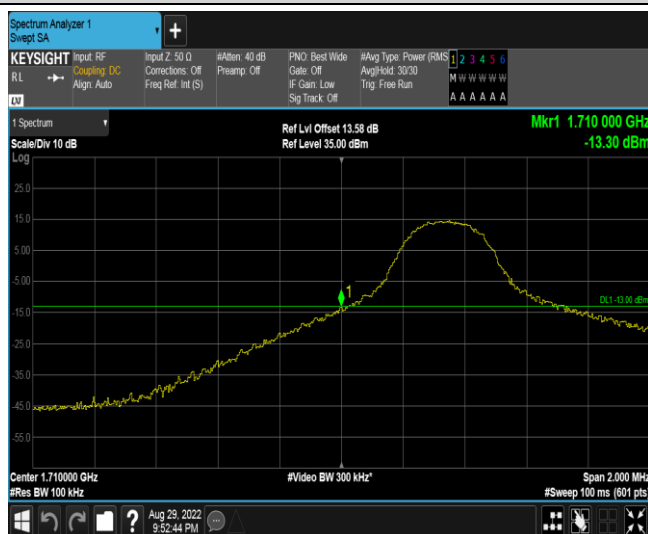 Spectrum Analyzer 1
Swept SA
+
KEYSIGHT Input: RF Input Z: 50 Ω #Atten: 40 dB PNO: Best Wide #Avg Type: Power (RMS 1 2 3 4 5 6
RL Coupling: DC Corrections: Off Preamp: Off Gate: Off Avg|Hold: 30/30 M W W W W W
Align: Auto Freq Ref: Int (S) IF Gain: Low Trig: Free Run
Sig Track: Off A A A A A A
LXI
1 Spectrum Ref Lvl Offset 13.58 dB Mkr1 1.710 000 GHz
Scale/Div 10 dB Ref Level 35.00 dBm -13.30 dBm
Log
25.0
15.0
5.00
-5.00
1
DL1 -13.00 dBm
-15.0
-25.0
-35.0
-45.0
-55.0
Center 1.710000 GHz #Video BW 300 kHz* Span 2.000 MHz
#Res BW 100 kHz #Sweep 100 ms (601 pts)
? Aug 29, 2022
9:52:44 PM